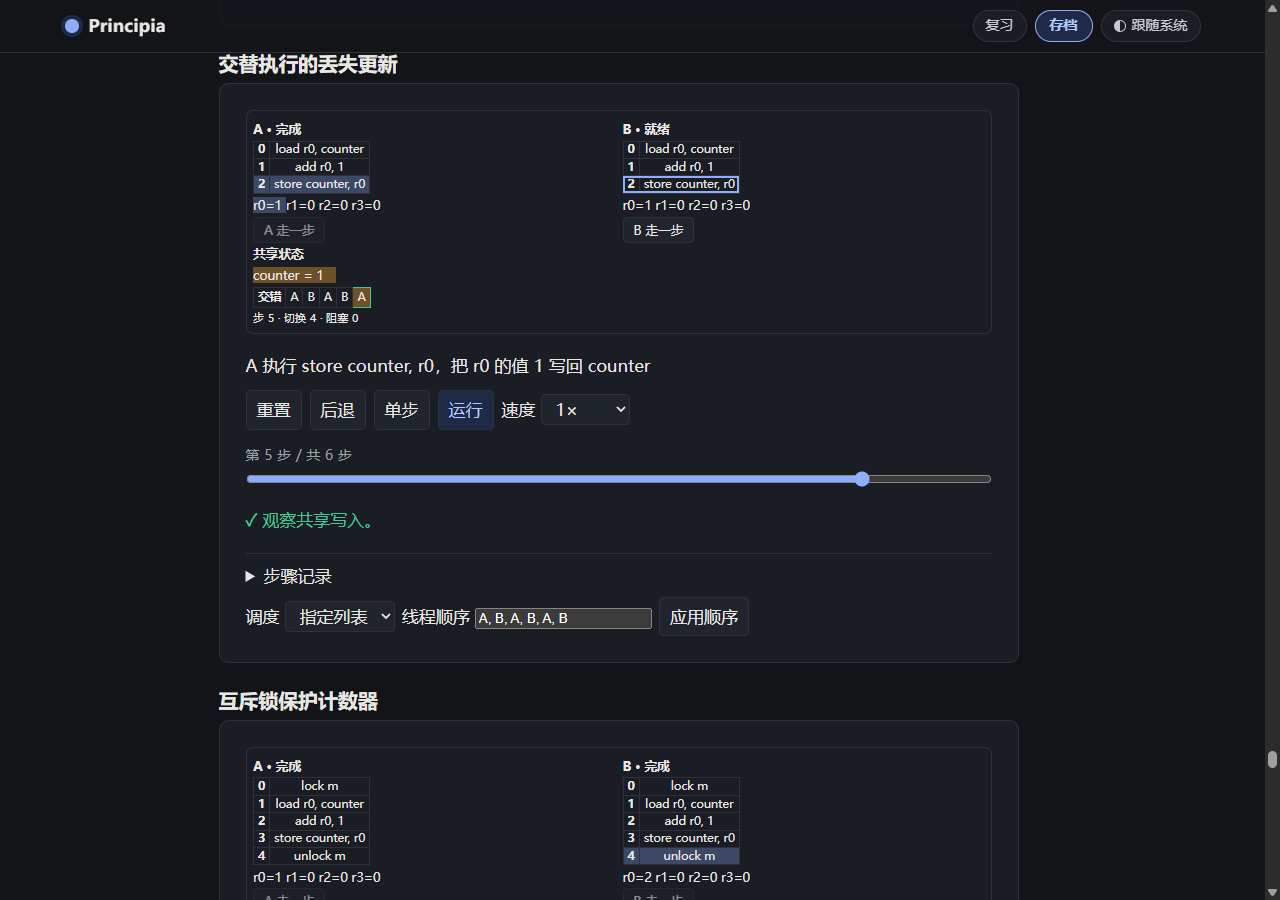 Principia
复习 存档 跟随系统
交替执行的丢失更新
A • 完成
0 load r0, counter
1 add r0, 1
2 store counter, r0
r0=1 r1=0 r2=0 r3=0
A 走一步
B • 就绪
0 load r0, counter
1 add r0, 1
2 store counter, r0
r0=1 r1=0 r2=0 r3=0
B 走一步
共享状态
counter = 1
交错 A B A B A
步 5 · 切换 4 · 阻塞 0
A 执行 store counter, r0，把 r0 的值 1 写回 counter
重置 后退 单步 运行 速度 1×
第 5 步 / 共 6 步
✓ 观察共享写入。
▶ 步骤记录
调度 指定列表 线程顺序 A, B, A, B, A, B 应用顺序
互斥锁保护计数器
A • 完成
0 lock m
1 load r0, counter
2 add r0, 1
3 store counter, r0
4 unlock m
r0=1 r1=0 r2=0 r3=0
A 走一步
B • 完成
0 lock m
1 load r0, counter
2 add r0, 1
3 store counter, r0
4 unlock m
r0=2 r1=0 r2=0 r3=0
B 走一步